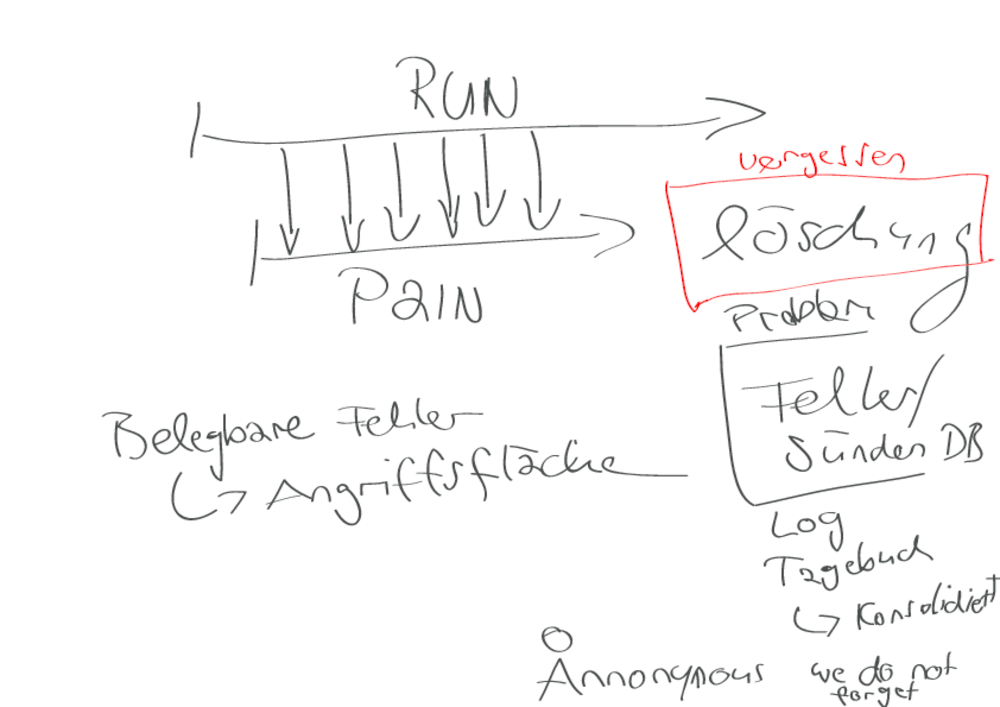 RUN
PAIN
vergessen
löschung
Problem
Fehler/
Sünden DB
Belegbare Fehler
↳ Angriffsfläche
Log
Tagebuch
↳ Konsolidiert
Annonymous
we do not
forget